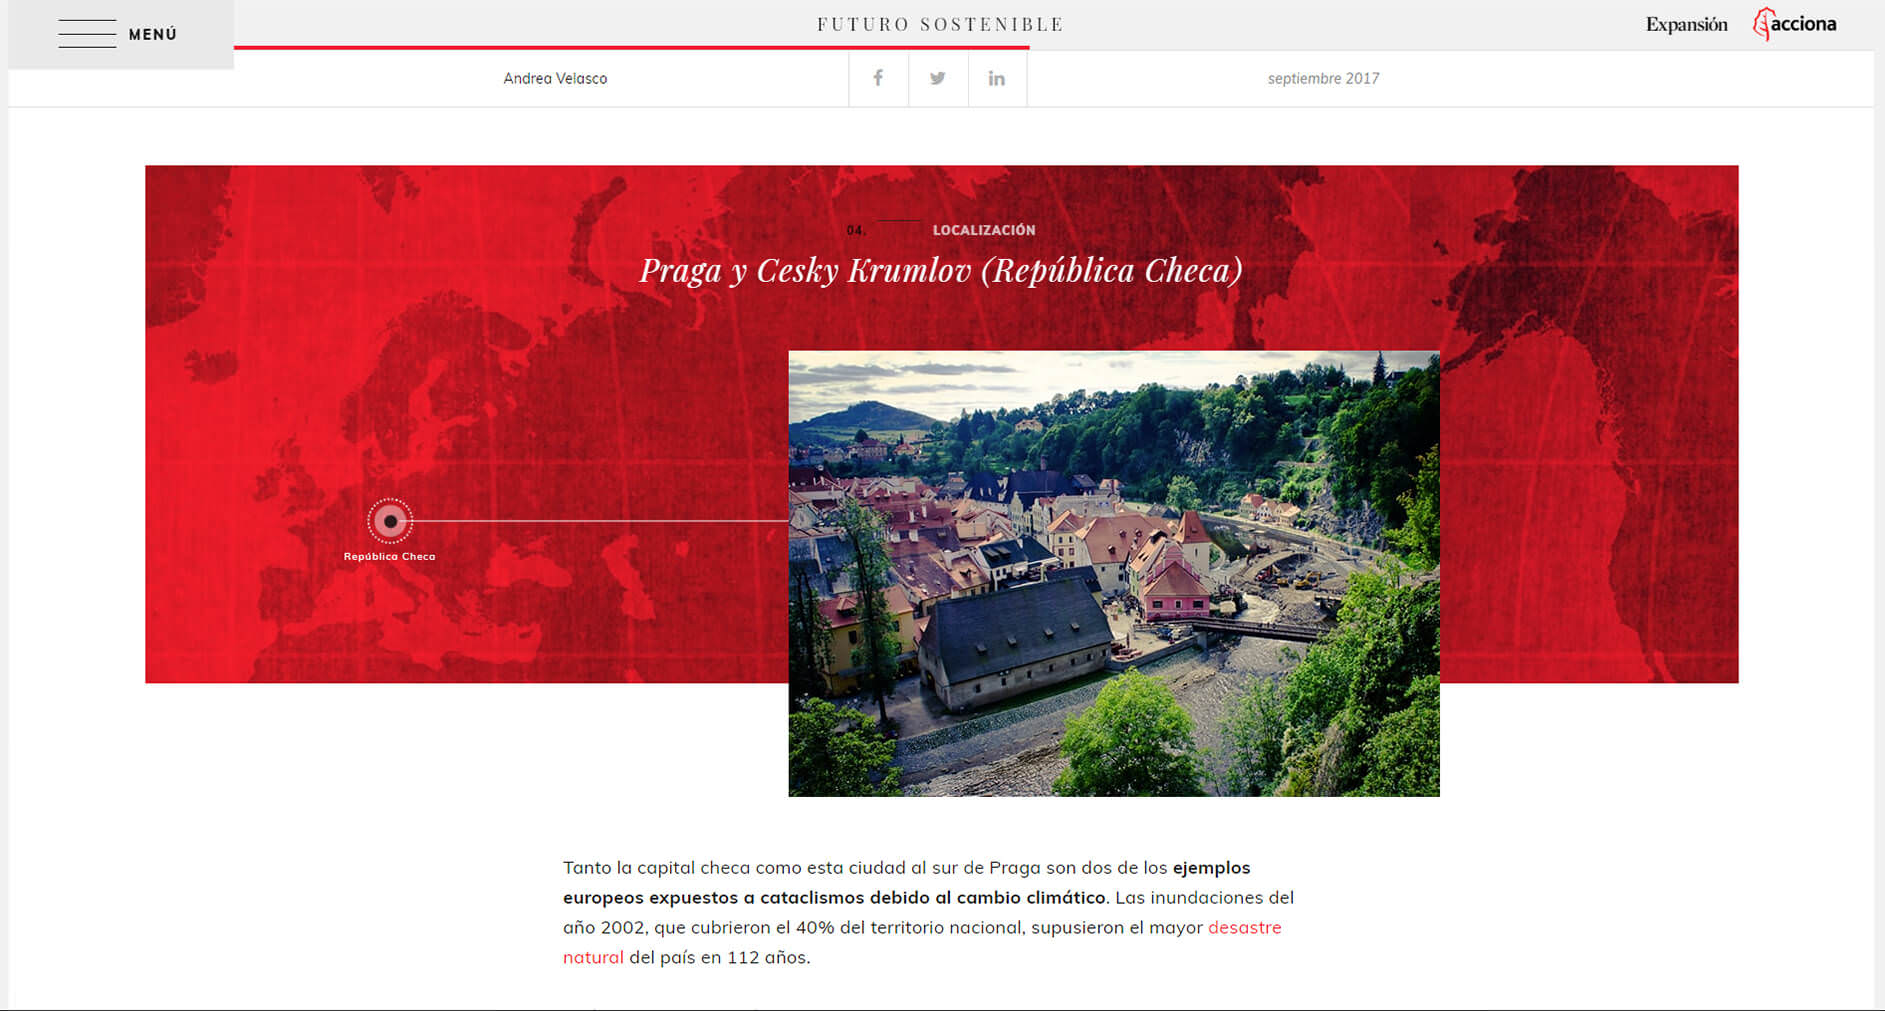 MENÚ
FUTURO SOSTENIBLE
Expansión
acciona
Andrea Velasco
septiembre 2017
04.
LOCALIZACIÓN
Praga y Cesky Krumlov (República Checa)
República Checa
Tanto la capital checa como esta ciudad al sur de Praga son dos de los ejemplos
europeos expuestos a cataclismos debido al cambio climático. Las inundaciones del
año 2002, que cubrieron el 40% del territorio nacional, supusieron el mayor desastre
natural del país en 112 años.